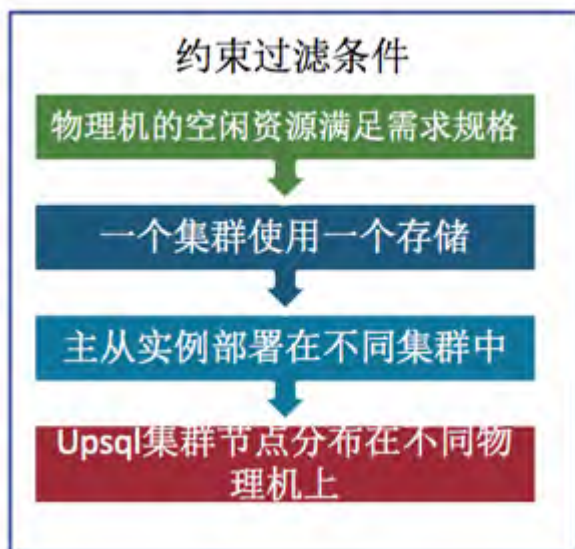 约束过滤条件
物理机的空闲资源满足需求规格
一个集群使用一个存储
主从实例部署在不同集群中
Upsql集群节点分布在不同物
理机上